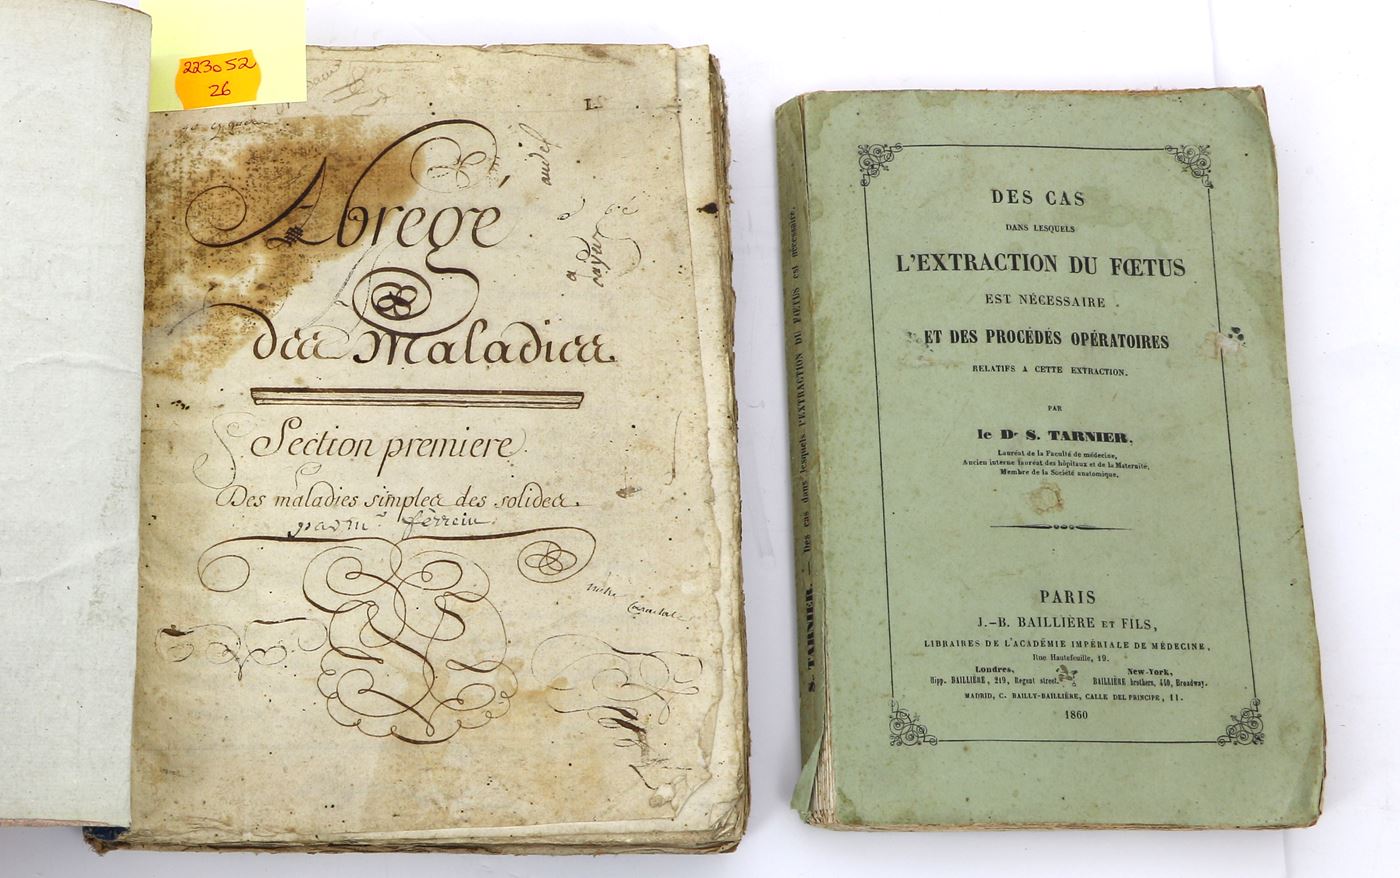 223052
26
L
Abregé
Des Maladies
Section premiere.
Des maladies simples des solides.
par mr. ferrein
S. TARNIER. — Des cas dans lesquels l'EXTRACTION DU FŒTUS est nécessaire.
DES CAS
DANS LESQUELS
L'EXTRACTION DU FŒTUS
EST NÉCESSAIRE
ET DES PROCÉDÉS OPÉRATOIRES
RELATIFS A CETTE EXTRACTION.
PAR
le Dr S. TARNIER,
Lauréat de la Faculté de médecine,
Ancien interne lauréat des hôpitaux et de la Maternité,
Membre de la Société anatomique.
PARIS
J.-B. BAILLIÈRE ET FILS,
LIBRAIRES DE L'ACADÉMIE IMPÉRIALE DE MÉDECINE,
Rue Hautefeuille, 19.
Londres, New-York,
Hipp. BAILLIÈRE, 219, Regent street. BAILLIÈRE brothers, 440, Broadway.
MADRID, C. BAILLY-BAILLIÈRE, CALLE DEL PRINCIPE, 11.
1860